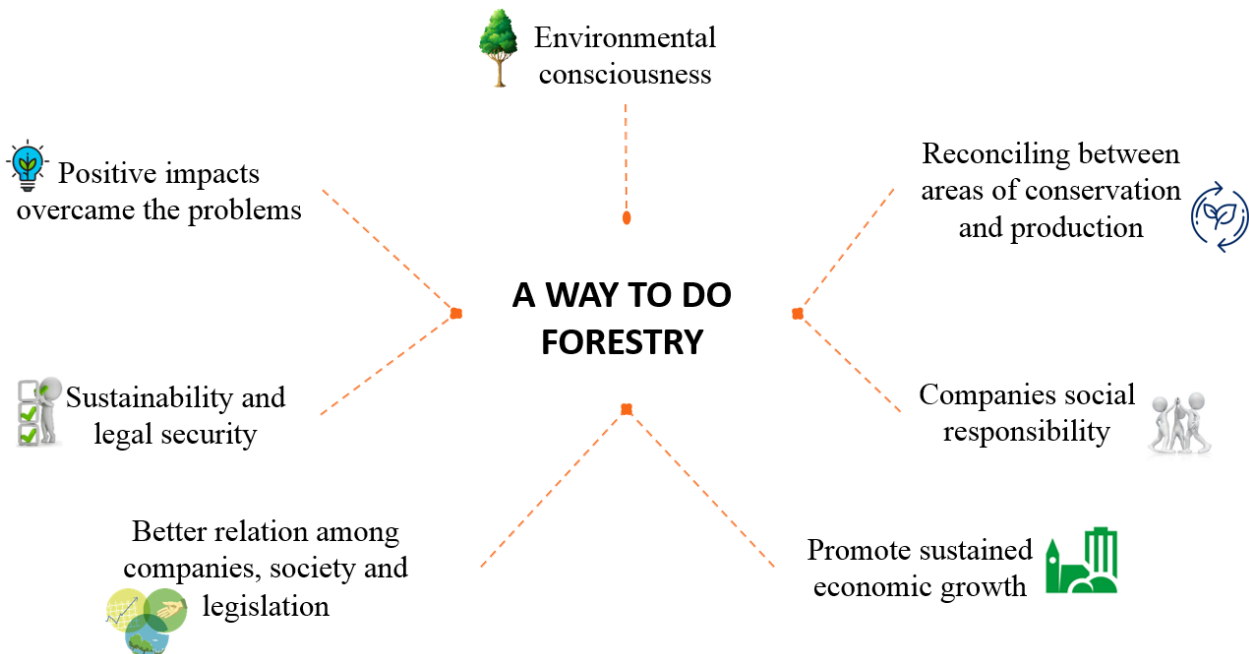 Environmental
consciousness
Positive impacts
overcame the problems
Reconciling between
areas of conservation
and production
A WAY TO DO
FORESTRY
Sustainability and
legal security
Companies social
responsibility
Better relation among
companies, society and
legislation
Promote sustained
economic growth